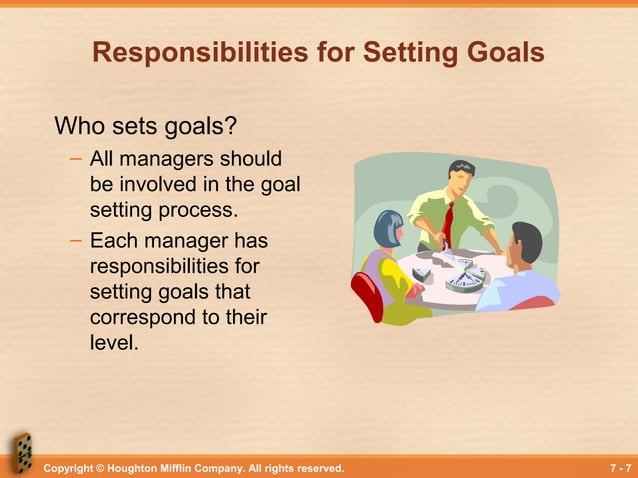 Responsibilities for Setting Goals
Who sets goals?
– All managers should
be involved in the goal
setting process.
– Each manager has
responsibilities for
setting goals that
correspond to their
level.
Copyright © Houghton Mifflin Company. All rights reserved.
7 - 7